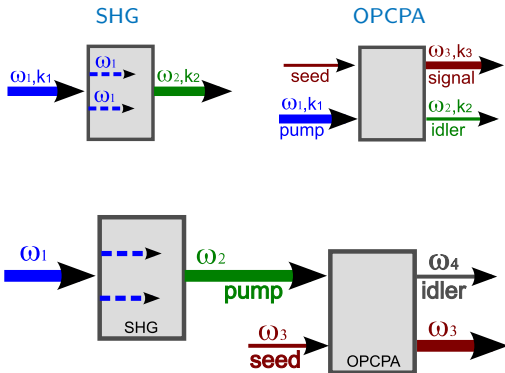 SHG
OPCPA
ω1,k1
ω1
ω1
ω2,k2
seed
ω3,k3
signal
ω1,k1
pump
ω2,k2
idler
ω1
SHG
ω2
pump
ω3
seed
OPCPA
ω4
idler
ω3